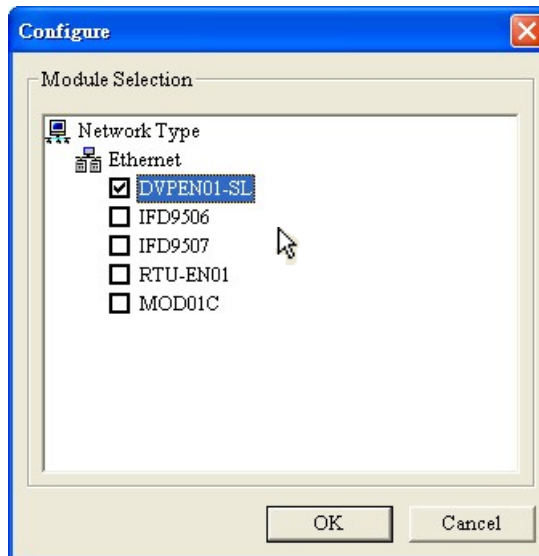 Configure
Module Selection
Network Type
Ethernet
DVPEN01-SL
IFD9506
IFD9507
RTU-EN01
MOD01C
OK
Cancel